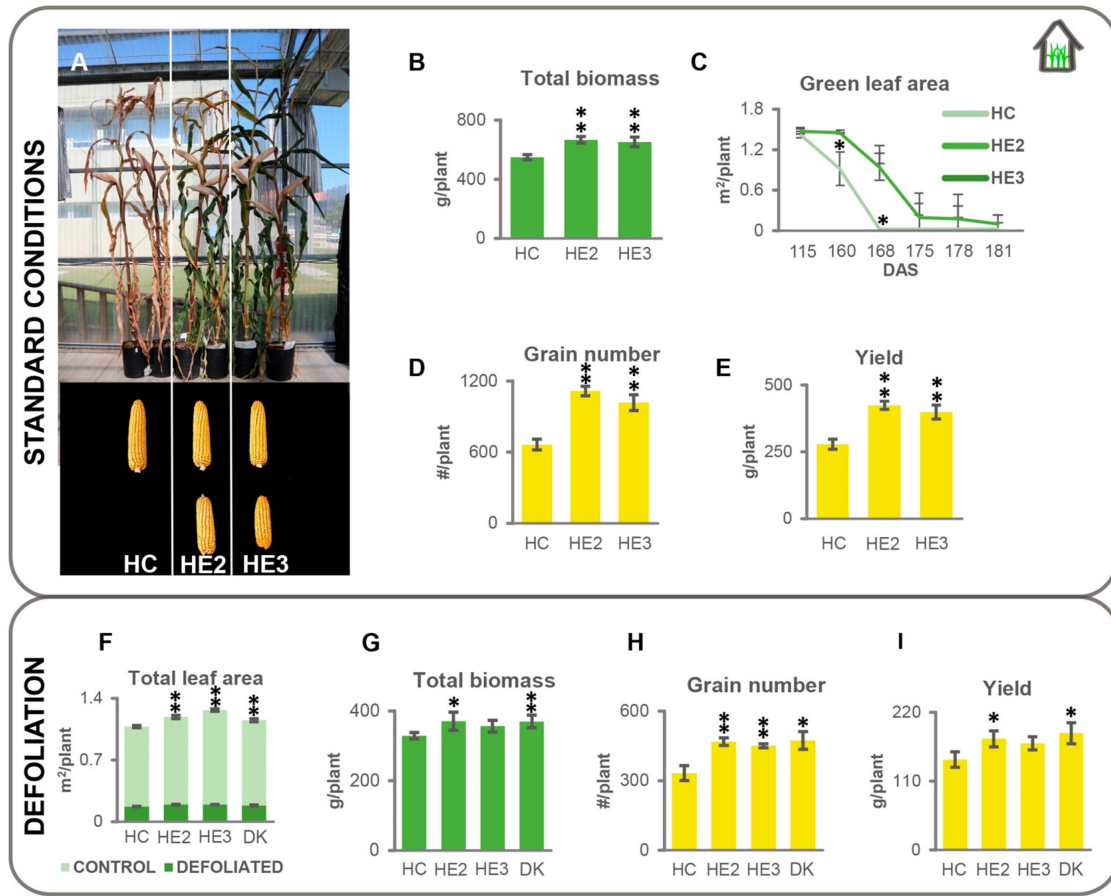 STANDARD CONDITIONS
A
HC
HE2
HE3
B
Total biomass
**
**
800
400
0
g/plant
HC
HE2
HE3
C
Green leaf area
HC
HE2
HE3
1.8
1.2
0.6
0.0
m²/plant
*
*
115
160
168
175
178
181
DAS
D
Grain number
**
**
1200
600
0
#/plant
HC
HE2
HE3
E
Yield
**
**
500
250
0
g/plant
HC
HE2
HE3
DEFOLIATION
F
Total leaf area
**
**
**
1.4
0.7
0
m²/plant
HC
HE2
HE3
DK
CONTROL
DEFOLIATED
G
Total biomass
*
**
400
200
0
g/plant
HC
HE2
HE3
DK
H
Grain number
**
**
*
600
300
0
#/plant
HC
HE2
HE3
DK
I
Yield
*
*
220
110
0
g/plant
HC
HE2
HE3
DK